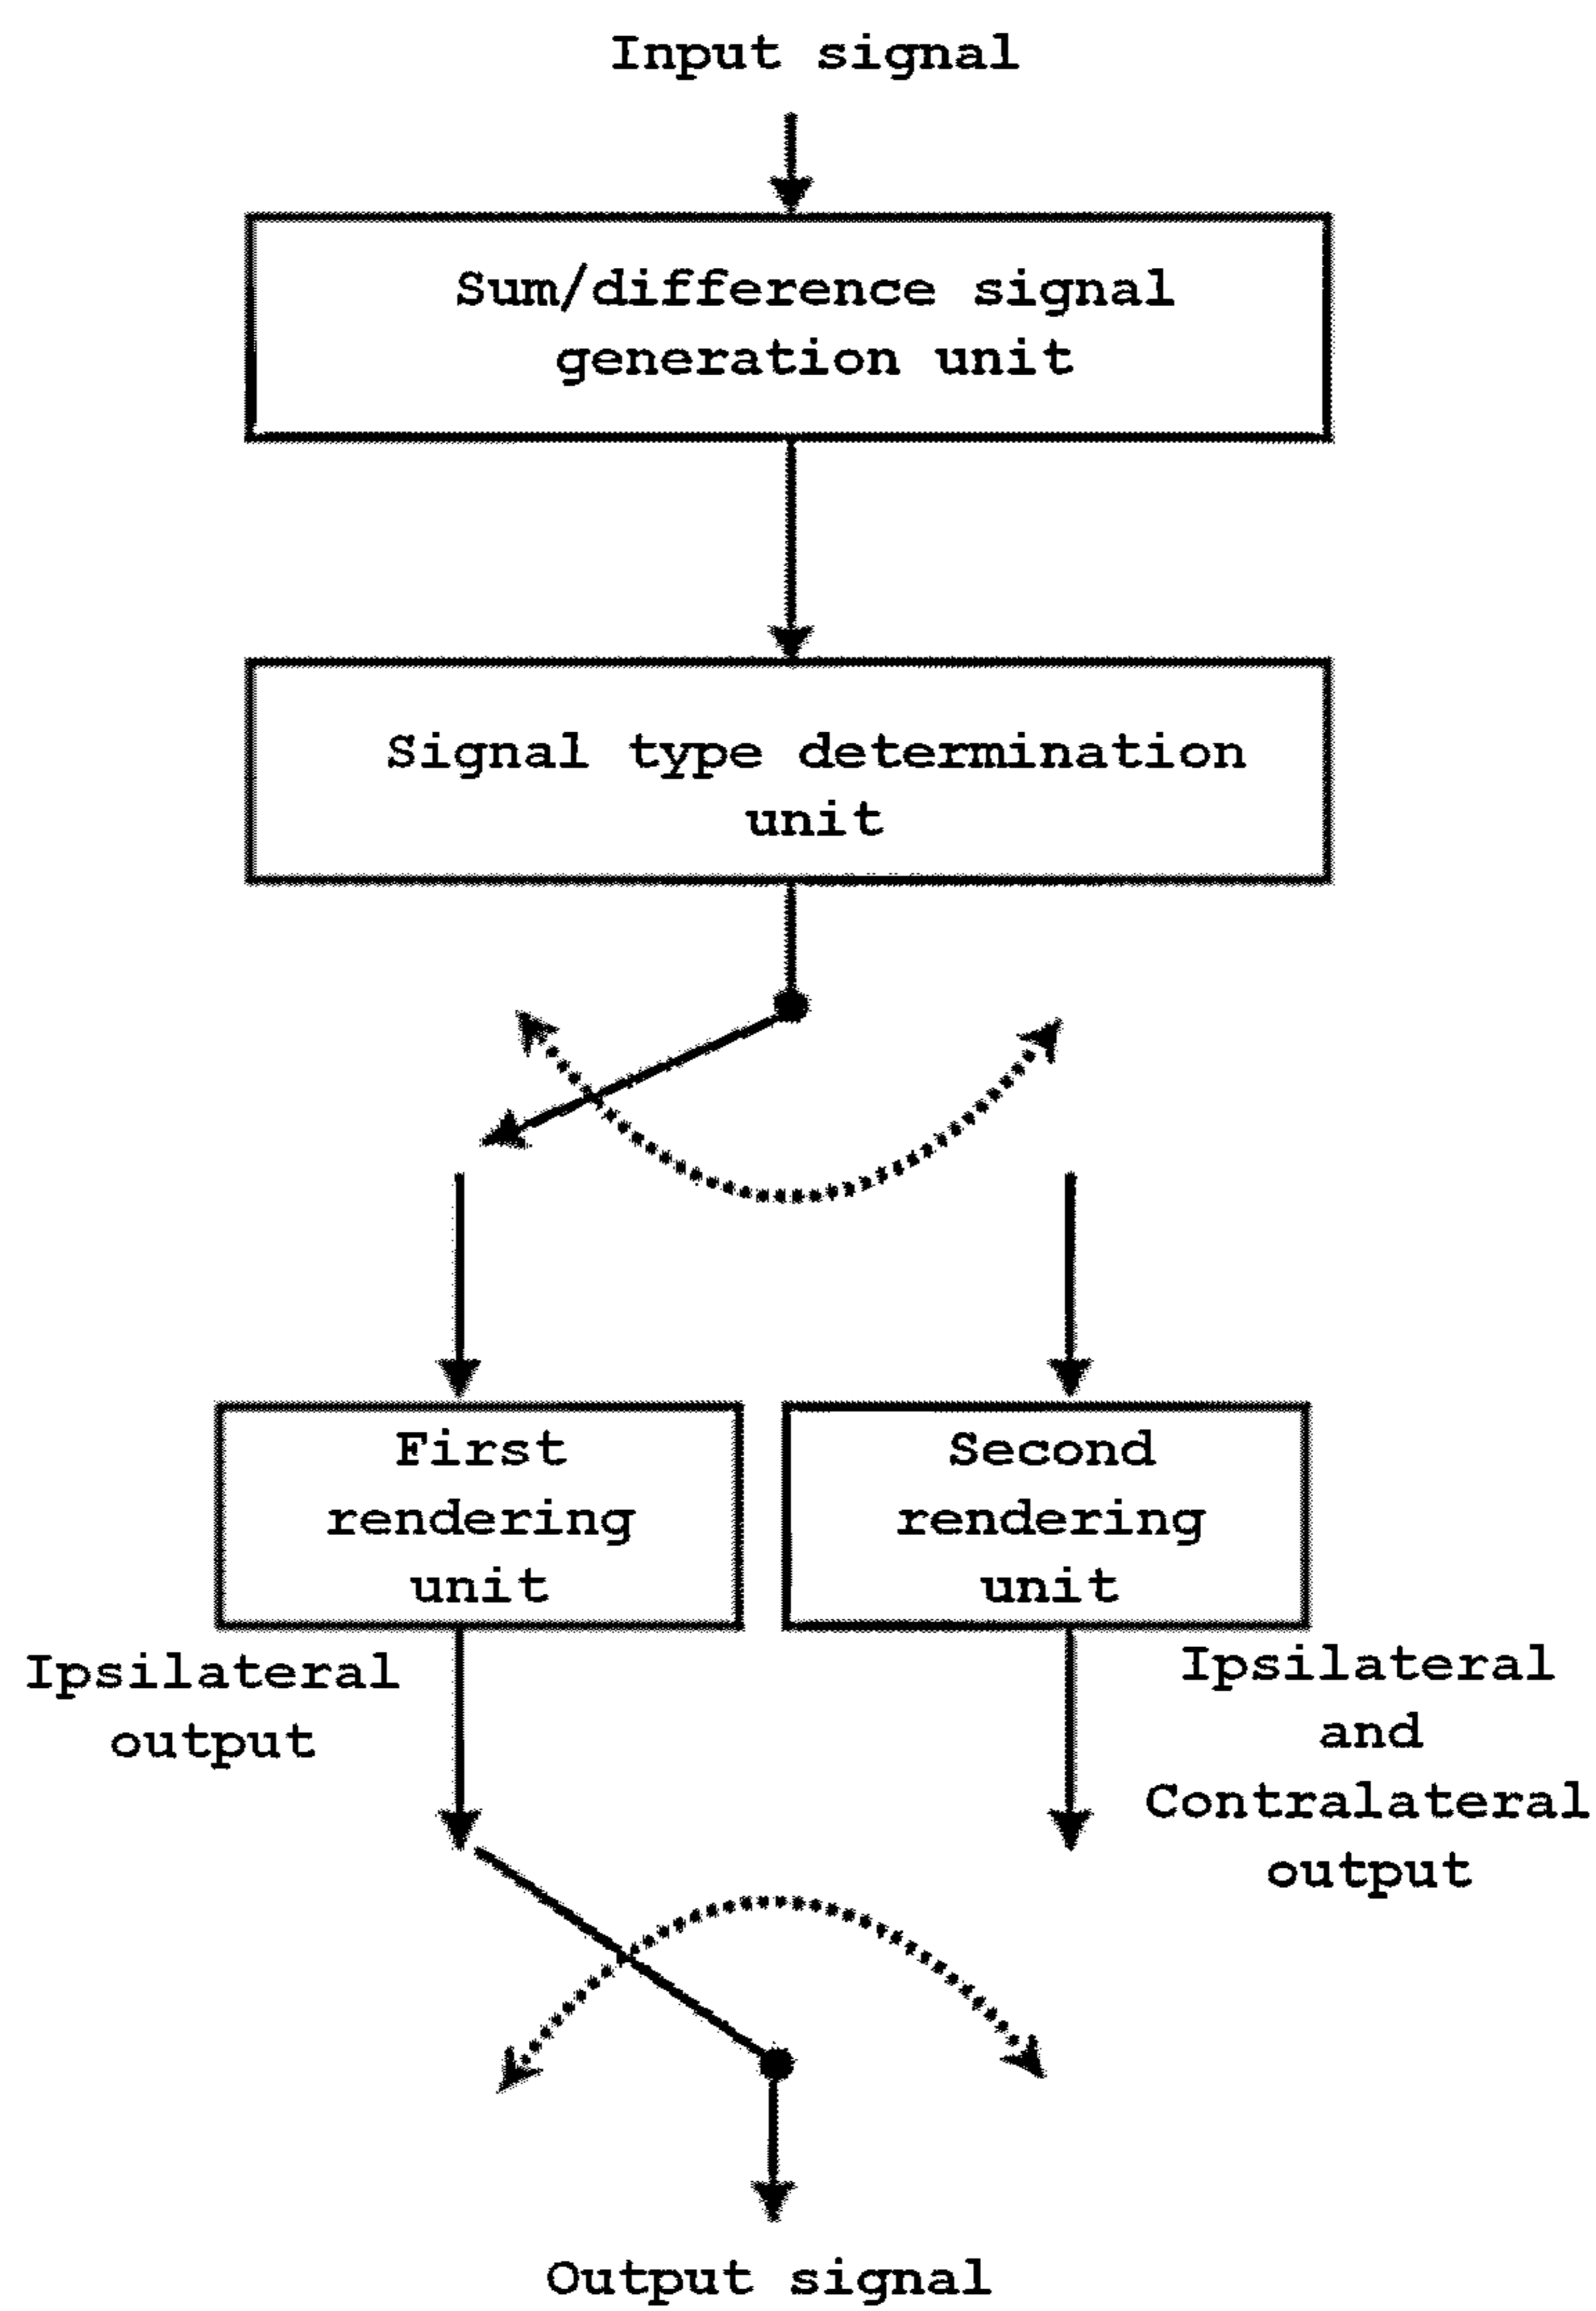 Input signal
Sum/difference signal
generation unit
Signal type determination
unit
First
rendering
unit
Second
rendering
unit
Ipsilateral
output
Ipsilateral
and
Contralateral
output
Output signal